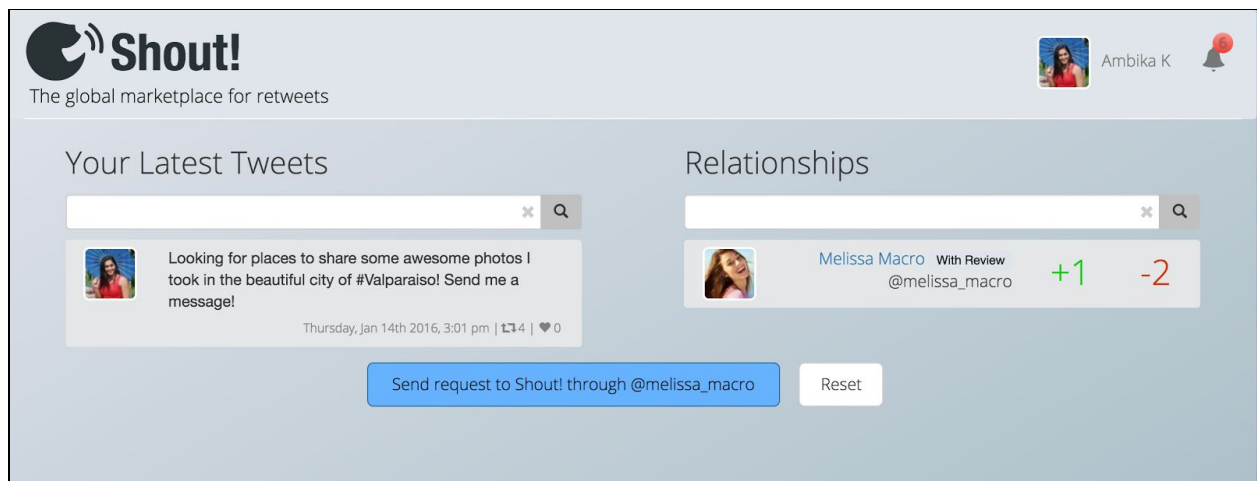 Shout!
The global marketplace for retweets
Ambika K
6
Your Latest Tweets
Looking for places to share some awesome photos I
took in the beautiful city of #Valparaiso! Send me a
message!
Thursday, Jan 14th 2016, 3:01 pm | 4 | 0
Relationships
Melissa Macro With Review
@melissa_macro
+1
-2
Send request to Shout! through @melissa_macro
Reset